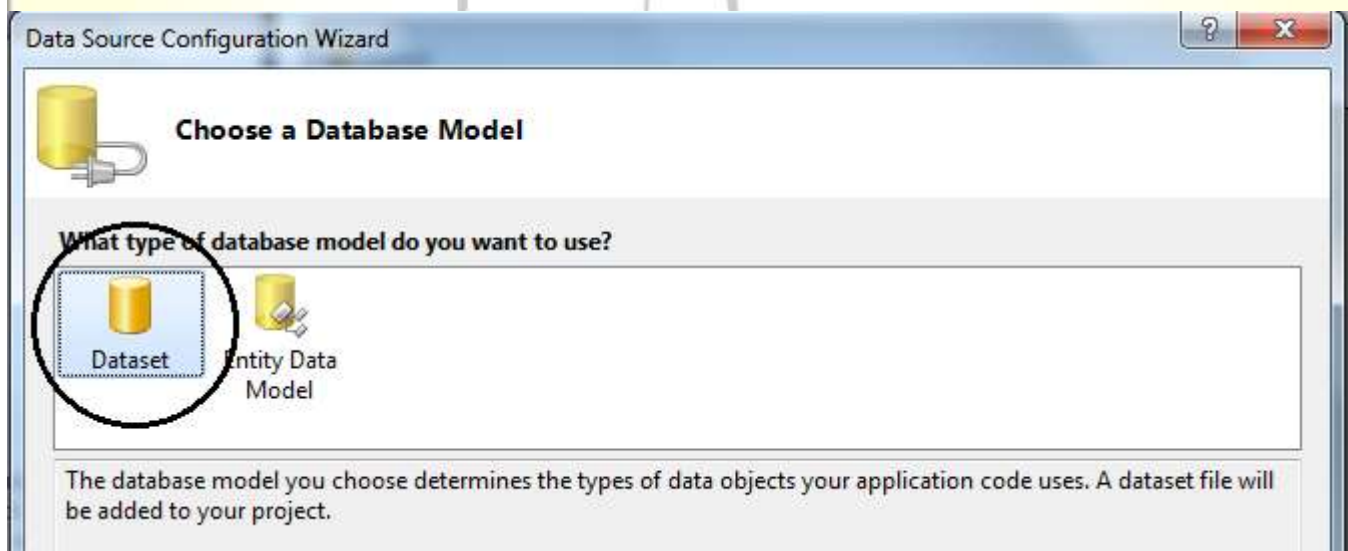 Data Source Configuration Wizard
Choose a Database Model
What type of database model do you want to use?
Dataset
Entity Data
Model
The database model you choose determines the types of data objects your application code uses. A dataset file will
be added to your project.